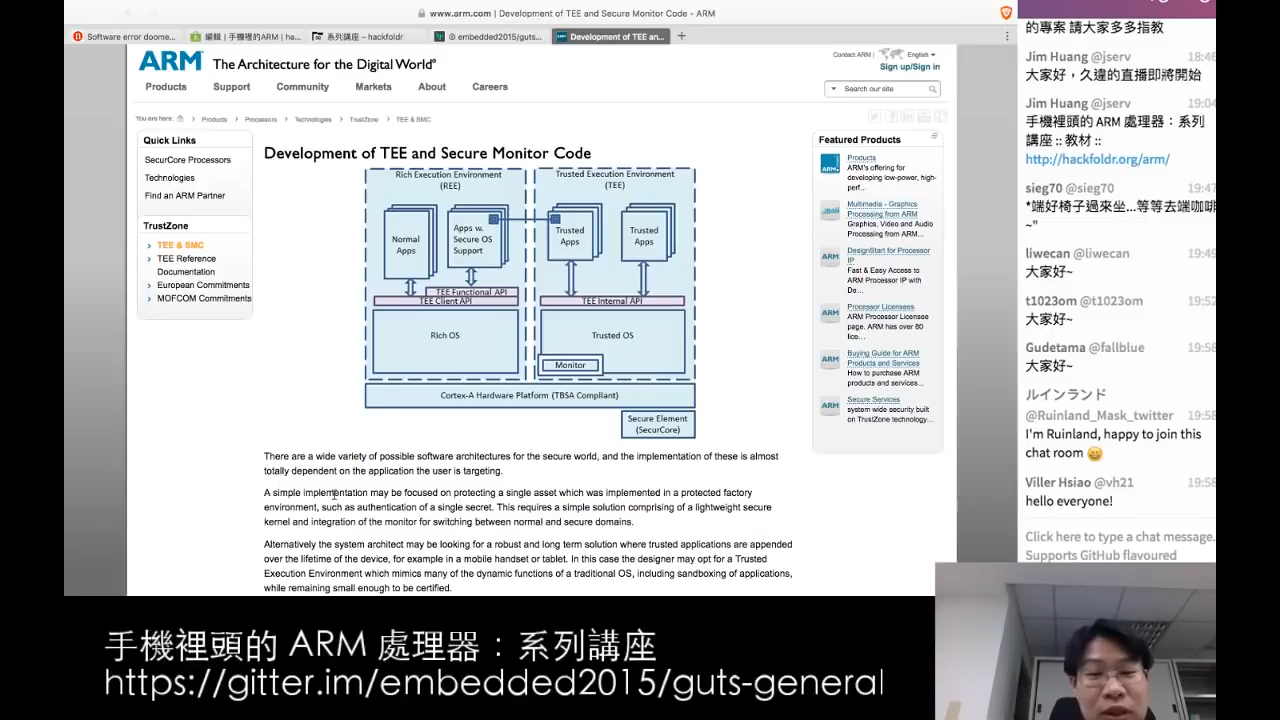 www.arm.com | Development of TEE and Secure Monitor Code - ARM
Software error doome...
編輯 | 手機裡的ARM | ha...
系列講座 – hackfoldr
@ embedded2015/guts...
Development of TEE an...
ARM The Architecture for the Digital World®
Contact ARM
English
Sign up/Sign in
Products Support Community Markets About Careers
Search our site
You are here: Products Processors Technologies TrustZone TEE & SMC
Quick Links
SecurCore Processors
Technologies
Find an ARM Partner
TrustZone
TEE & SMC
TEE Reference
Documentation
European Commitments
MOFCOM Commitments
Development of TEE and Secure Monitor Code
Rich Execution Environment
(REE)
Trusted Execution Environment
(TEE)
Normal
Apps
Apps w.
Secure OS
Support
Trusted
Apps
Trusted
Apps
TEE Functional API
TEE Client API
TEE Internal API
Rich OS
Trusted OS
Monitor
Cortex-A Hardware Platform (TBSA Compliant)
Secure Element
(SecurCore)
There are a wide variety of possible software architectures for the secure world, and the implementation of these is almost
totally dependent on the application the user is targeting.
A simple implementation may be focused on protecting a single asset which was implemented in a protected factory
environment, such as authentication of a single secret. This requires a simple solution comprising of a lightweight secure
kernel and integration of the monitor for switching between normal and secure domains.
Alternatively the system architect may be looking for a robust and long term solution where trusted applications are appended
over the lifetime of the device, for example in a mobile handset or tablet. In this case the designer may opt for a Trusted
Execution Environment which mimics many of the dynamic functions of a traditional OS, including sandboxing of applications,
while remaining small enough to be certified.
Featured Products
ARM
Products
ARM's offering for
developing low-power, high-
perf...
Mali
Multimedia - Graphics
Processing from ARM
Graphics, Video and Audio
Processing from ARM...
ARM
DesignStart for Processor
IP
Fast & Easy Access to
ARM Processor IP with
De...
ARM
Processor Licensees
ARM Processor Licensee
page. ARM has over 80
lice...
ARM
Buying Guide for ARM
Products and Services
How to purchase ARM
products and services...
ARM
Secure Services
system wide security built
on TrustZone technology...
的專案 請大家多多指教
Jim Huang @jserv 18:46
大家好，久違的直播即將開始
Jim Huang @jserv 19:04
手機裡頭的 ARM 處理器：系列
講座 :: 教材 ::
http://hackfoldr.org/arm/
sieg70 @sieg70 19:47
*端好椅子過來坐...等等去端咖啡
~"
liwecan @liwecan 19:49
大家好~
t1023om @t1023om 19:52
大家好~
Gudetama @fallblue 19:58
大家好~
ルインランド
@Ruinland_Mask_twitter 19:58
I'm Ruinland, happy to join this
chat room 😄
Viller Hsiao @vh21 19:58
hello everyone!
Click here to type a chat message.
Supports GitHub flavoured
手機裡頭的 ARM 處理器：系列講座
https://gitter.im/embedded2015/guts-general